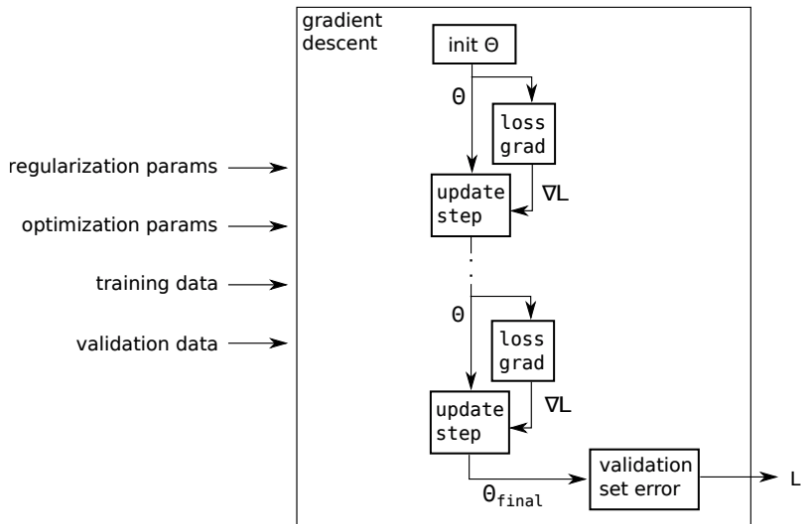 gradient
descent
init Θ
Θ
loss
grad
regularization params
update
step
∇L
optimization params
training data
Θ
loss
grad
validation data
update
step
∇L
validation
set error
L
Θfinal